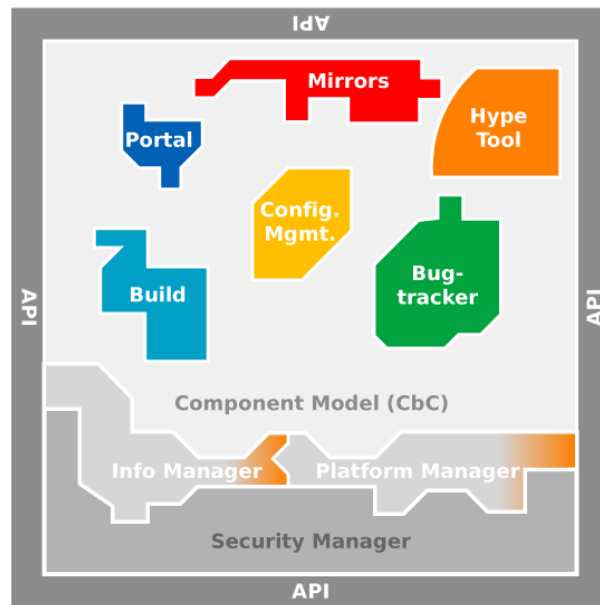 API
Mirrors
Hype
Tool
Portal
Config.
Mgmt.
Bug-
tracker
Build
API
API
Component Model (CbC)
Info Manager
Platform Manager
Security Manager
API